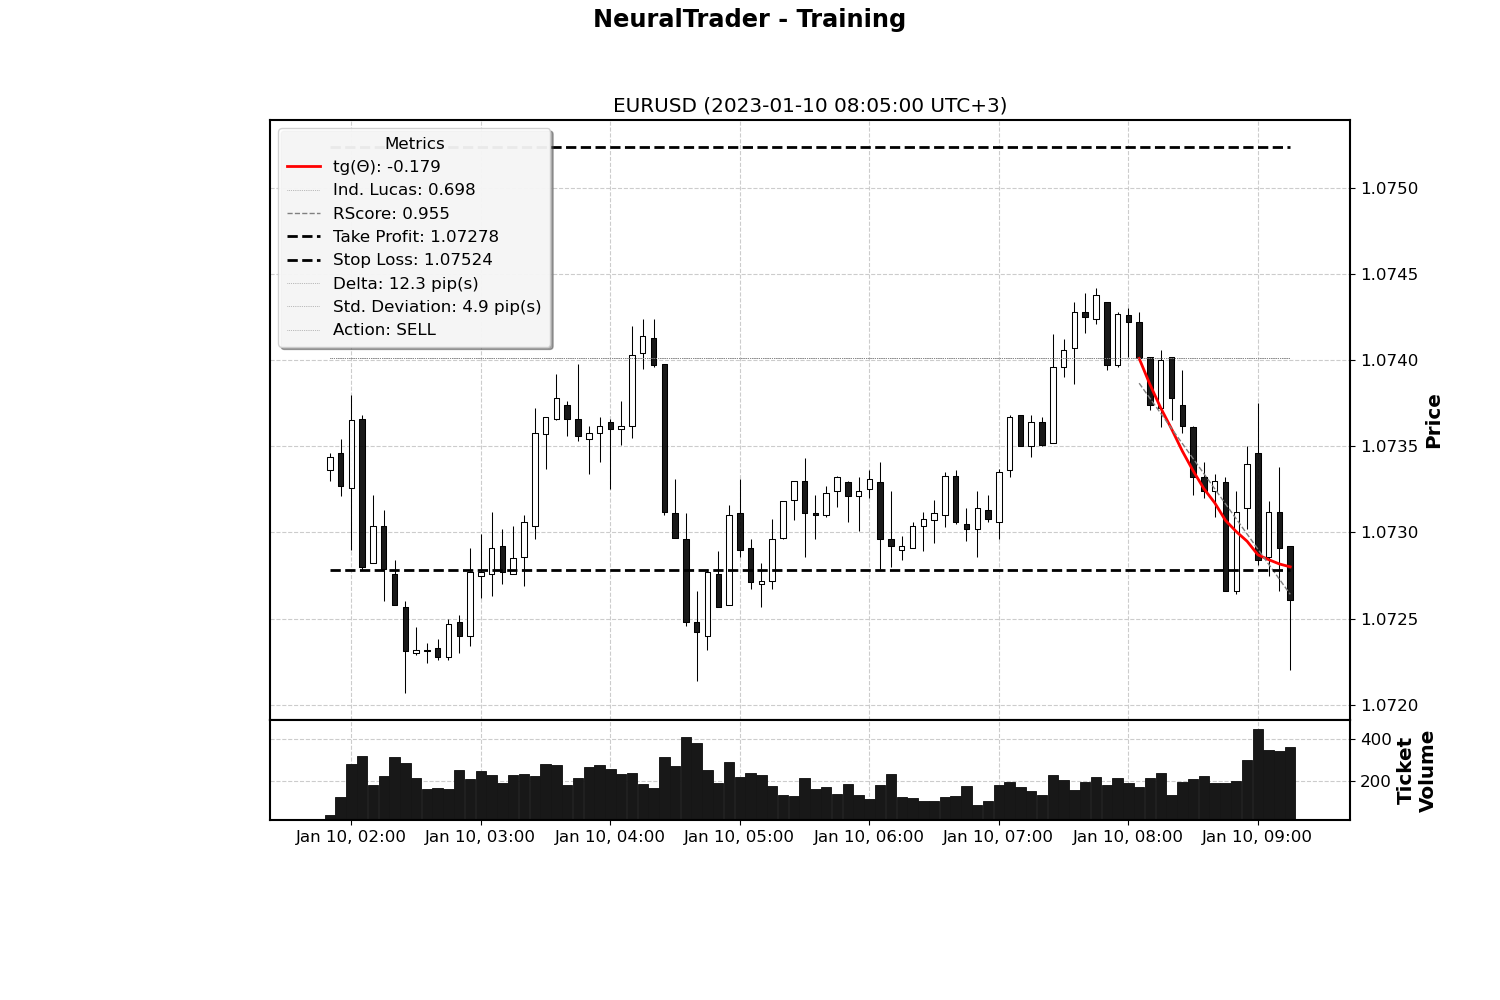 NeuralTrader - Training
EURUSD (2023-01-10 08:05:00 UTC+3)
Metrics
tg(Θ): -0.179
Ind. Lucas: 0.698
RScore: 0.955
Take Profit: 1.07278
Stop Loss: 1.07524
Delta: 12.3 pip(s)
Std. Deviation: 4.9 pip(s)
Action: SELL
1.0750
1.0745
1.0740
1.0735
1.0730
1.0725
1.0720
Price
400
200
Ticket
Volume
Jan 10, 02:00
Jan 10, 03:00
Jan 10, 04:00
Jan 10, 05:00
Jan 10, 06:00
Jan 10, 07:00
Jan 10, 08:00
Jan 10, 09:00